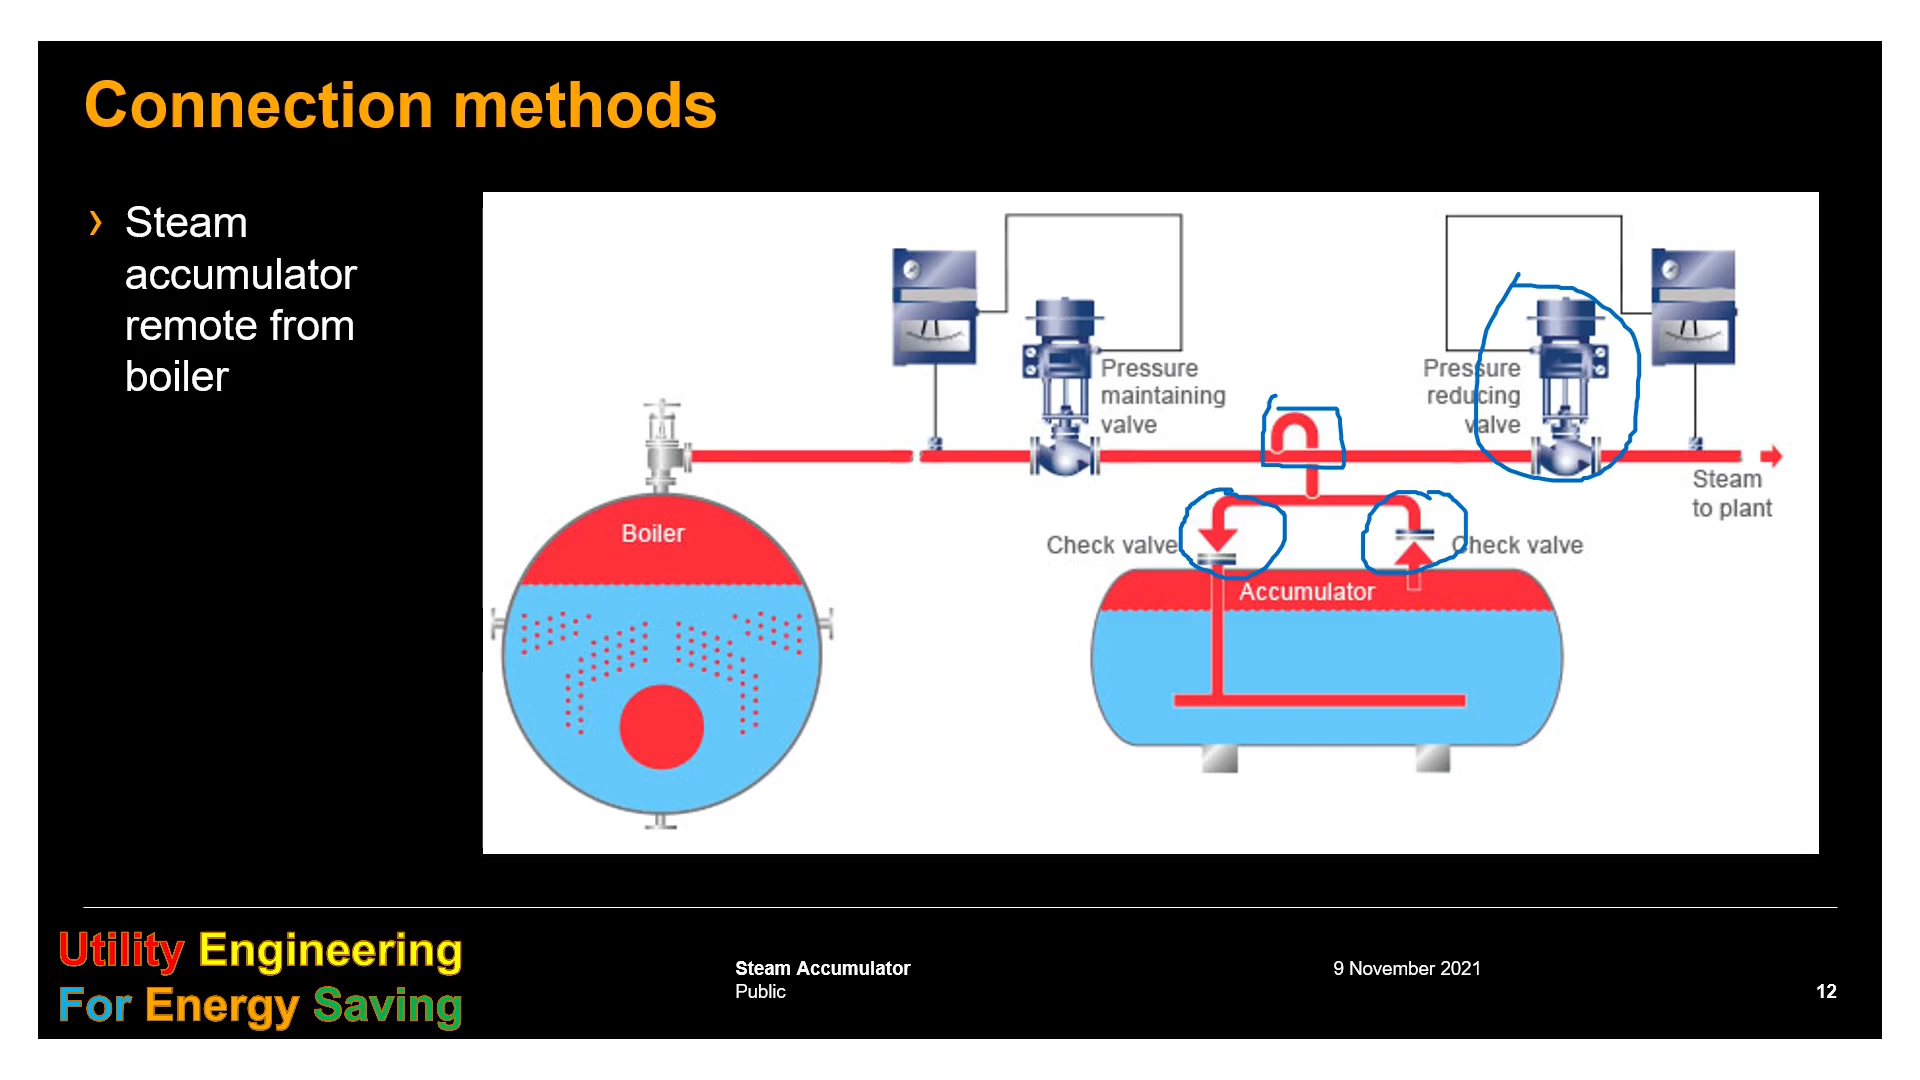 Connection methods
› Steam
accumulator
remote from
boiler
Pressure
maintaining
valve
Pressure
reducing
valve
Steam
to plant
Boiler
Check valve
Check valve
Accumulator
Utility Engineering
For Energy Saving
Steam Accumulator
Public
9 November 2021
12